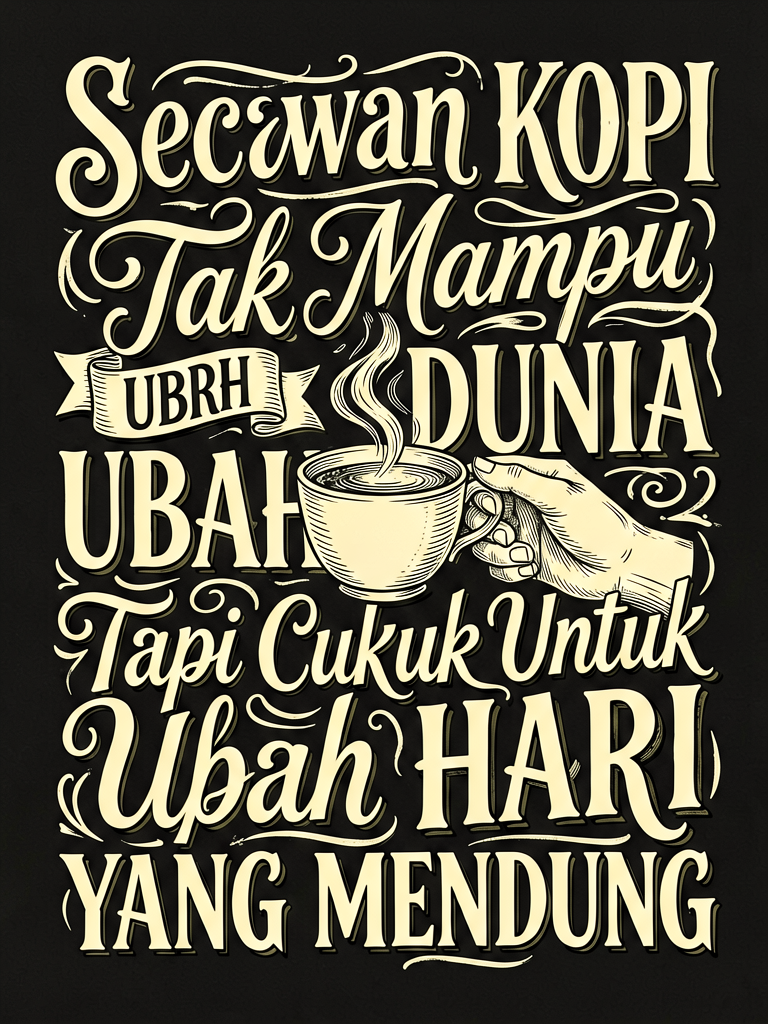 Secawan KOPI
Tak Mampu
UBRH DUNIA
UBAH
Tapi Cukuk Untuk
Ubah HARI
YANG MENDUNG